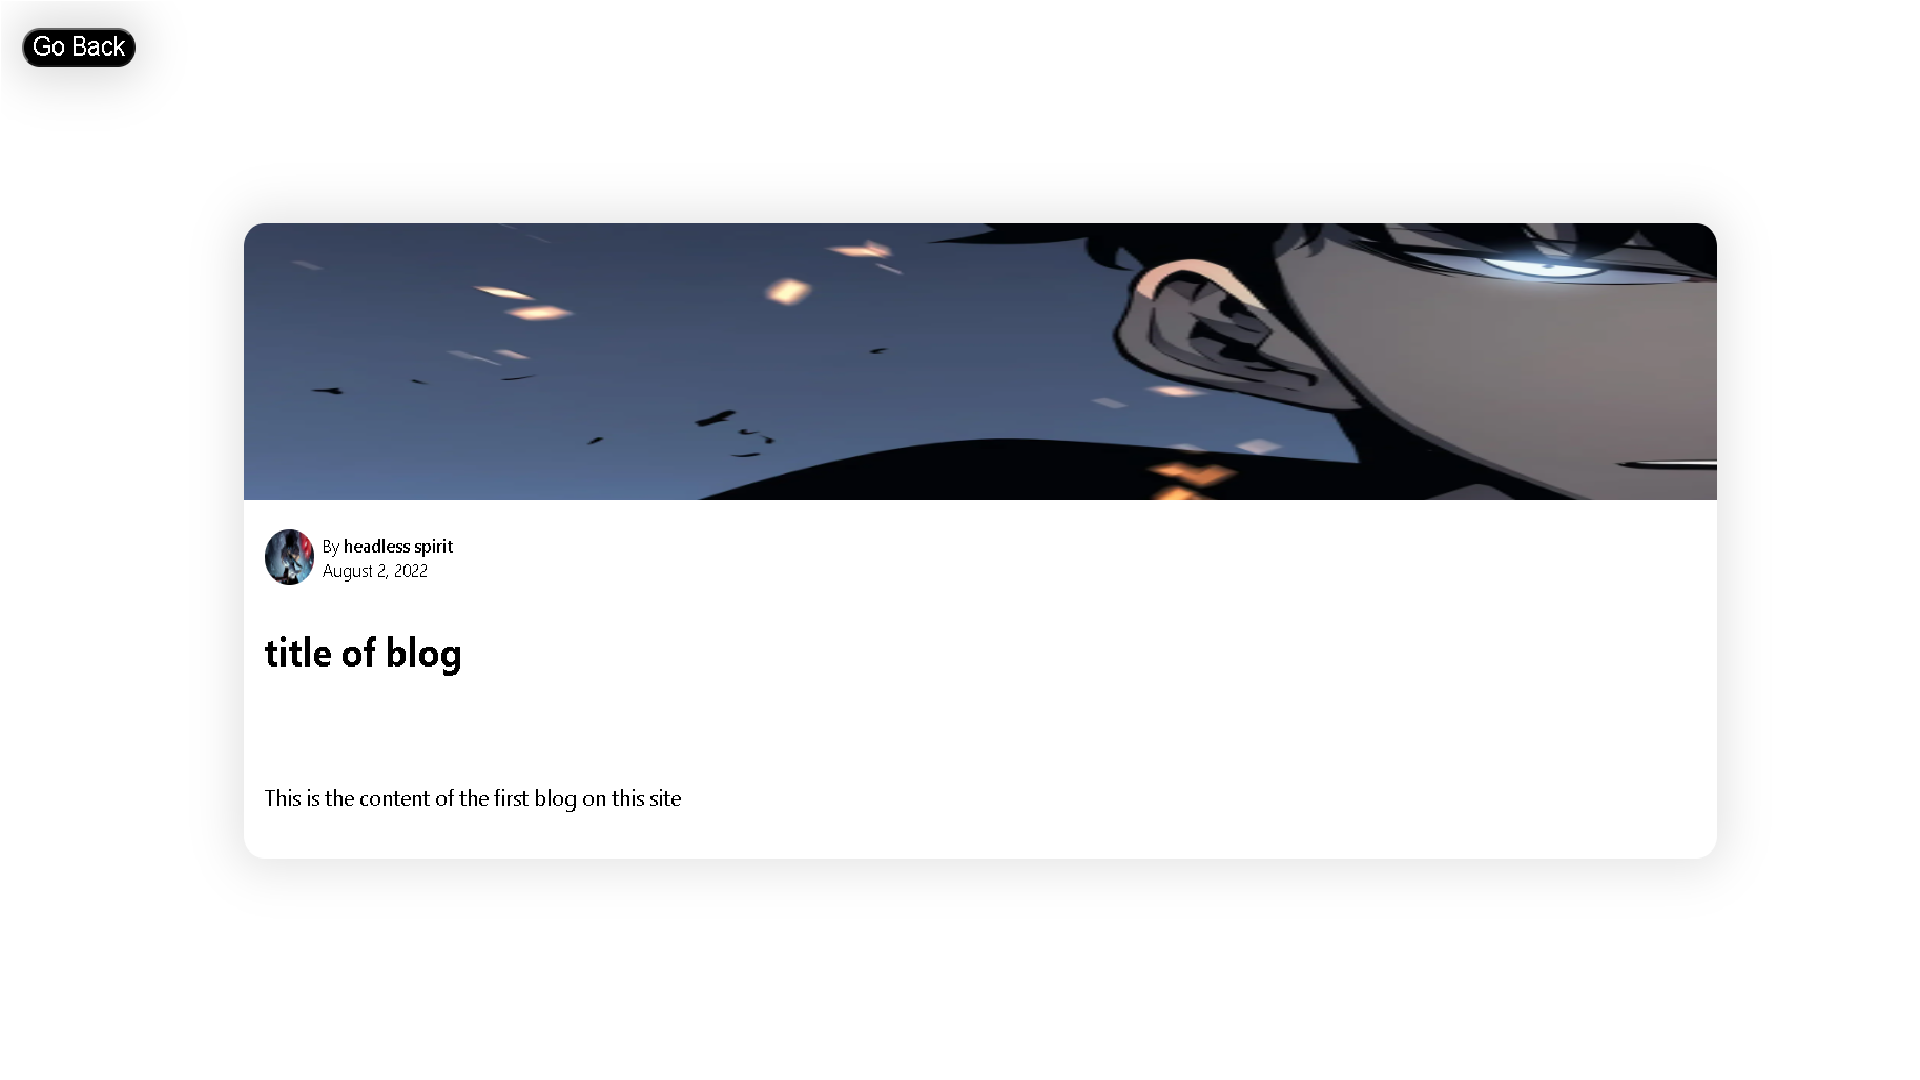 Go Back
By headless spirit
August 2, 2022
title of blog
This is the content of the first blog on this site